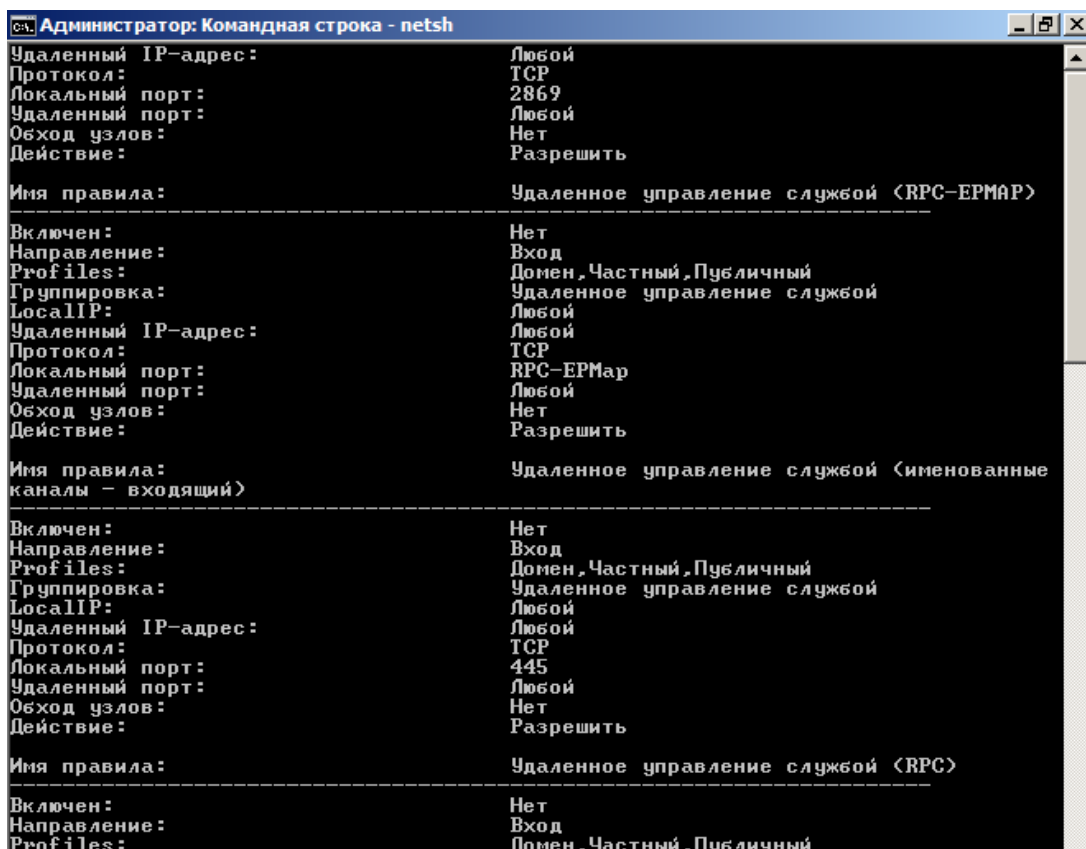 Администратор: Командная строка - netsh
Удаленный IP-адрес: Любой
Протокол: TCP
Локальный порт: 2869
Удаленный порт: Любой
Обход узлов: Нет
Действие: Разрешить
Имя правила: Удаленное управление службой (RPC-EPMAP)
----------------------------------------------------------------------
Включен: Нет
Направление: Вход
Profiles: Домен,Частный,Публичный
Группировка: Удаленное управление службой
LocalIP: Любой
Удаленный IP-адрес: Любой
Протокол: TCP
Локальный порт: RPC-EPMap
Удаленный порт: Любой
Обход узлов: Нет
Действие: Разрешить
Имя правила: Удаленное управление службой (именованные
каналы - входящий)
----------------------------------------------------------------------
Включен: Нет
Направление: Вход
Profiles: Домен,Частный,Публичный
Группировка: Удаленное управление службой
LocalIP: Любой
Удаленный IP-адрес: Любой
Протокол: TCP
Локальный порт: 445
Удаленный порт: Любой
Обход узлов: Нет
Действие: Разрешить
Имя правила: Удаленное управление службой (RPC)
----------------------------------------------------------------------
Включен: Нет
Направление: Вход
Profiles: Домен,Частный,Публичный